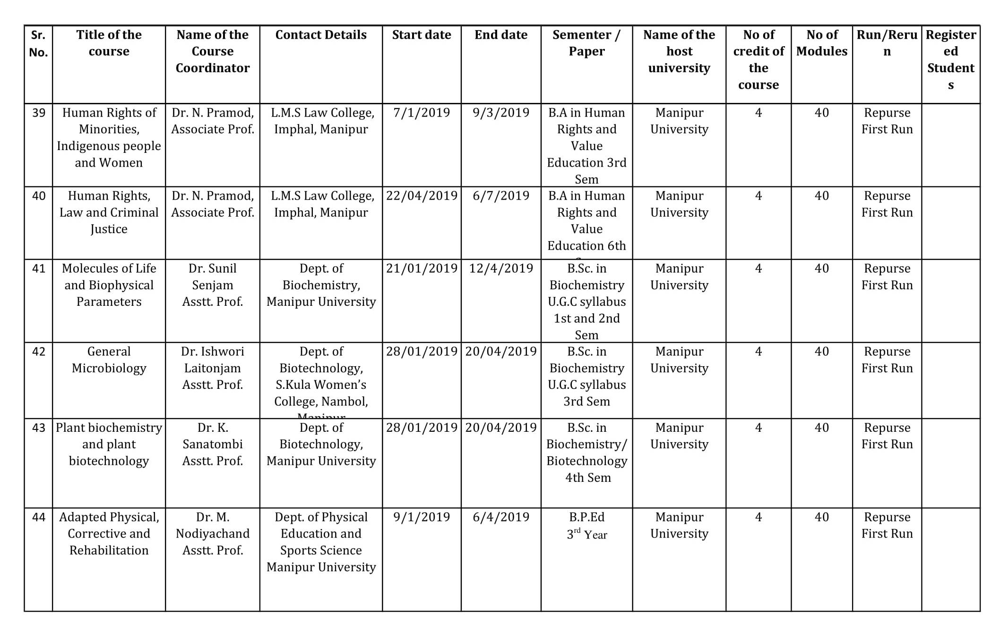 Sr.
No.
Title of the
course
Name of the
Course
Coordinator
Contact Details
Start date
End date
Sementer /
Paper
Name of the
host
university
No of
credit of
the
course
No of
Modules
Run/Reru
n
Register
ed
Student
s
39
Human Rights of
Minorities,
Indigenous people
and Women
Dr. N. Pramod,
Associate Prof.
L.M.S Law College,
Imphal, Manipur
7/1/2019
9/3/2019
B.A in Human
Rights and
Value
Education 3rd
Sem
Manipur
University
4
40
Repurse
First Run
40
Human Rights,
Law and Criminal
Justice
Dr. N. Pramod,
Associate Prof.
L.M.S Law College,
Imphal, Manipur
22/04/2019
6/7/2019
B.A in Human
Rights and
Value
Education 6th
Manipur
University
4
40
Repurse
First Run
41
Molecules of Life
and Biophysical
Parameters
Dr. Sunil
Senjam
Asstt. Prof.
Dept. of
Biochemistry,
Manipur University
21/01/2019
12/4/2019
B.Sc. in
Biochemistry
U.G.C syllabus
1st and 2nd
Sem
Manipur
University
4
40
Repurse
First Run
42
General
Microbiology
Dr. Ishwori
Laitonjam
Asstt. Prof.
Dept. of
Biotechnology,
S.Kula Women’s
College, Nambol,
Manipur
28/01/2019
20/04/2019
B.Sc. in
Biochemistry
U.G.C syllabus
3rd Sem
Manipur
University
4
40
Repurse
First Run
43
Plant biochemistry
and plant
biotechnology
Dr. K.
Sanatombi
Asstt. Prof.
Dept. of
Biotechnology,
Manipur University
28/01/2019
20/04/2019
B.Sc. in
Biochemistry/
Biotechnology
4th Sem
Manipur
University
4
40
Repurse
First Run
44
Adapted Physical,
Corrective and
Rehabilitation
Dr. M.
Nodiyachand
Asstt. Prof.
Dept. of Physical
Education and
Sports Science
Manipur University
9/1/2019
6/4/2019
B.P.Ed
3rd Year
Manipur
University
4
40
Repurse
First Run